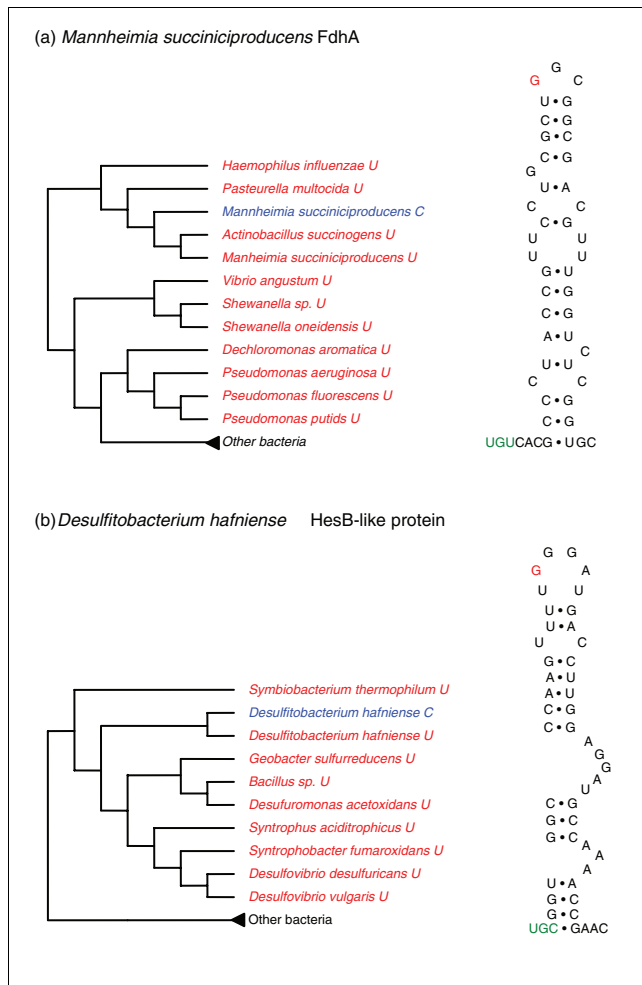 (a) Mannheimia succiniciproducens FdhA
Haemophilus influenzae U
Pasteurella multocida U
Mannheimia succiniciproducens C
Actinobacillus succinogens U
Manheimia succiniciproducens U
Vibrio angustum U
Shewanella sp. U
Shewanella oneidensis U
Dechloromonas aromatica U
Pseudomonas aeruginosa U
Pseudomonas fluorescens U
Pseudomonas putids U
Other bacteria
G
G C
U•G
C•G
G•C
C•G
G
U•A
C C
C•G
U U
U U
G•U
C•G
C•G
A•U
C
U•U
C C
C•G
C•G
UGUCACG•UGC
(b) Desulfitobacterium hafniense HesB-like protein
Symbiobacterium thermophilum U
Desulfitobacterium hafniense C
Desulfitobacterium hafniense U
Geobacter sulfurreducens U
Bacillus sp. U
Desufuromonas acetoxidans U
Syntrophus aciditrophicus U
Syntrophobacter fumaroxidans U
Desulfovibrio desulfuricans U
Desulfovibrio vulgaris U
Other bacteria
G G
G A
U U
U•G
U•A
U C
G•C
A•U
A•U
C•G
C•G
A
G
G
A
U
C•G
G•C
G•C
A
A
A
U•A
G•C
G•C
UGC•GAAC